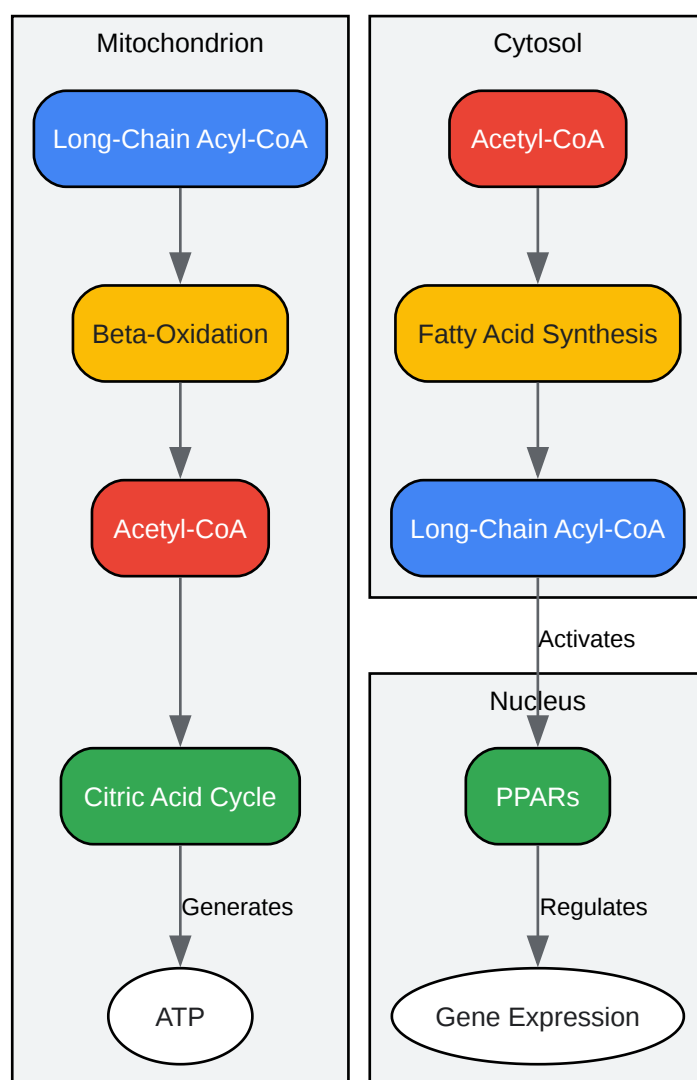 Mitochondrion
Long-Chain Acyl-CoA
Beta-Oxidation
Acetyl-CoA
Citric Acid Cycle
Generates
ATP
Cytosol
Acetyl-CoA
Fatty Acid Synthesis
Long-Chain Acyl-CoA
Activates
Nucleus
PPARs
Regulates
Gene Expression